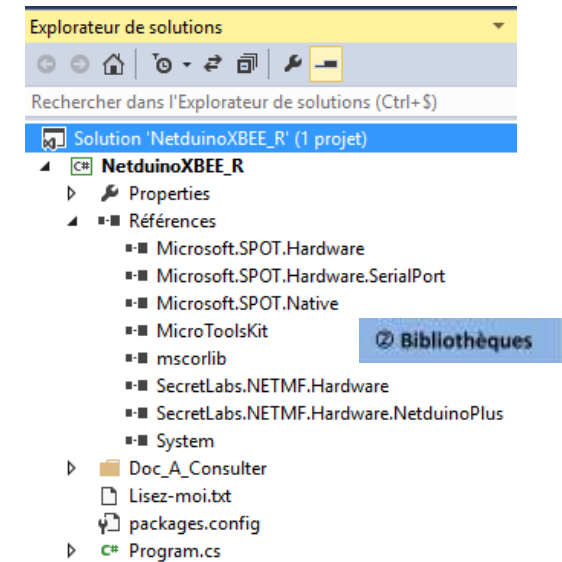 Explorateur de solutions
Rechercher dans l'Explorateur de solutions (Ctrl+$)
Solution 'NetduinoXBEE_R' (1 projet)
C# NetduinoXBEE_R
Properties
Références
Microsoft.SPOT.Hardware
Microsoft.SPOT.Hardware.SerialPort
Microsoft.SPOT.Native
MicroToolsKit
② Bibliothèques
mscorlib
SecretLabs.NETMF.Hardware
SecretLabs.NETMF.Hardware.NetduinoPlus
System
Doc_A_Consulter
Lisez-moi.txt
packages.config
C# Program.cs